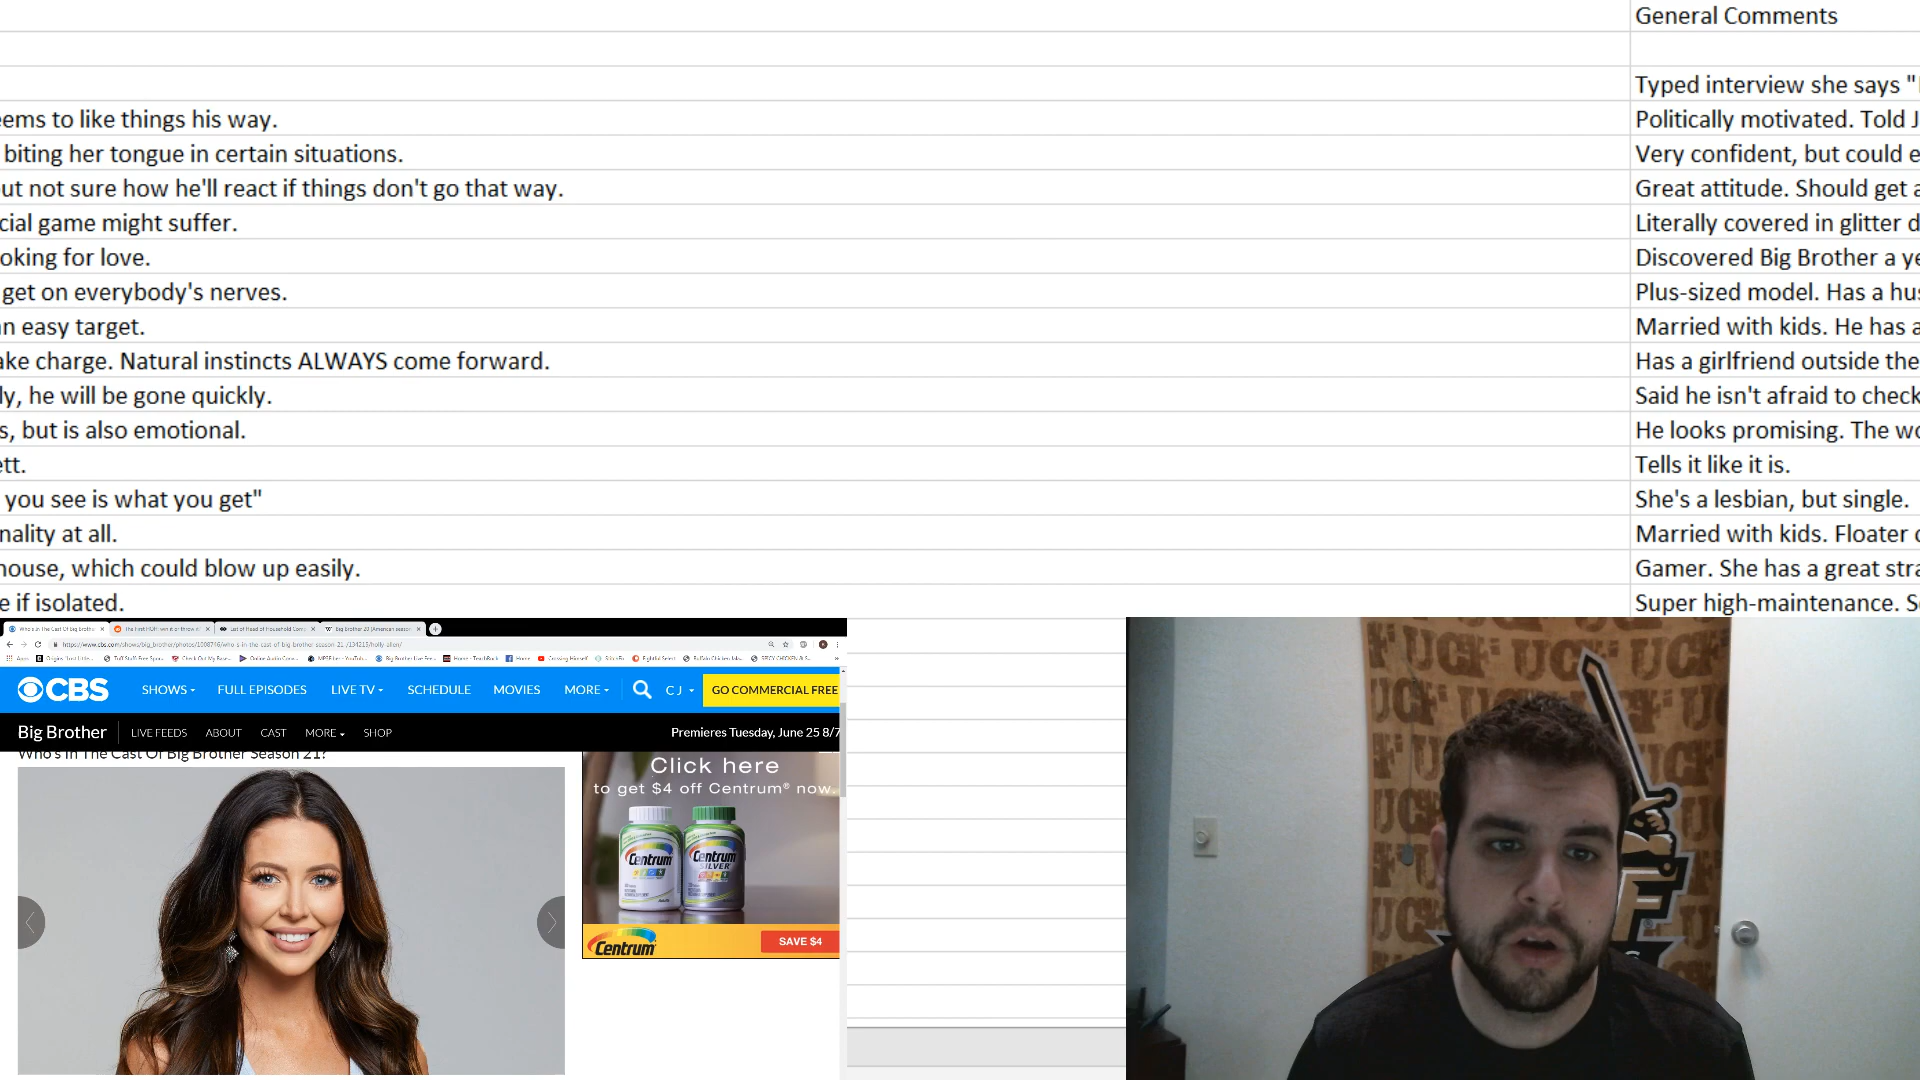 General Comments
Typed interview she says "
eems to like things his way.
Politically motivated. Told J
biting her tongue in certain situations.
Very confident, but could e
ut not sure how he'll react if things don't go that way.
Great attitude. Should get a
cial game might suffer.
Literally covered in glitter d
oking for love.
Discovered Big Brother a ye
get on everybody's nerves.
Plus-sized model. Has a hus
n easy target.
Married with kids. He has a
ake charge. Natural instincts ALWAYS come forward.
Has a girlfriend outside the
ly, he will be gone quickly.
Said he isn't afraid to check
s, but is also emotional.
He looks promising. The wo
ett.
Tells it like it is.
you see is what you get"
She's a lesbian, but single.
nality at all.
Married with kids. Floater
house, which could blow up easily.
Gamer. She has a great stra
e if isolated.
Super high-maintenance. S
CBS SHOWS FULL EPISODES LIVE TV SCHEDULE MOVIES MORE C J GO COMMERCIAL FREE
Big Brother LIVE FEEDS ABOUT CAST MORE SHOP Premieres Tuesday, June 25 8/7
Who's In The Cast Of Big Brother Season 21?
Click here
to get $4 off Centrum® now.
Centrum
Centrum
SILVER
Centrum
SAVE $4
UCF